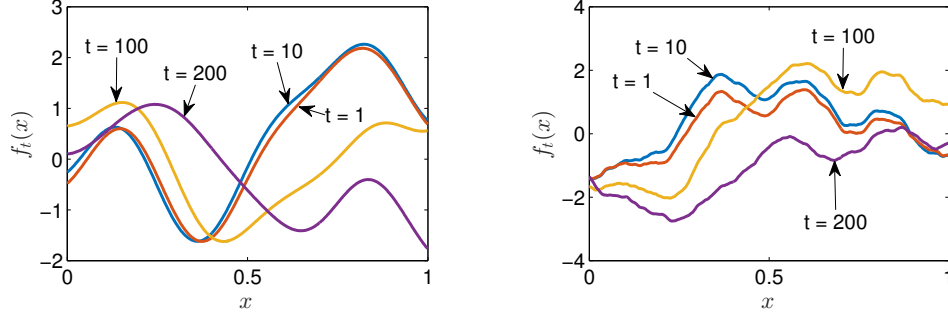 3
2
1
0
−1
−2
f_t(x)
0
0.5
1
x
t = 100
t = 10
t = 200
t = 1
4
2
0
−2
−4
f_t(x)
0
0.5
1
x
t = 10
t = 100
t = 1
t = 200